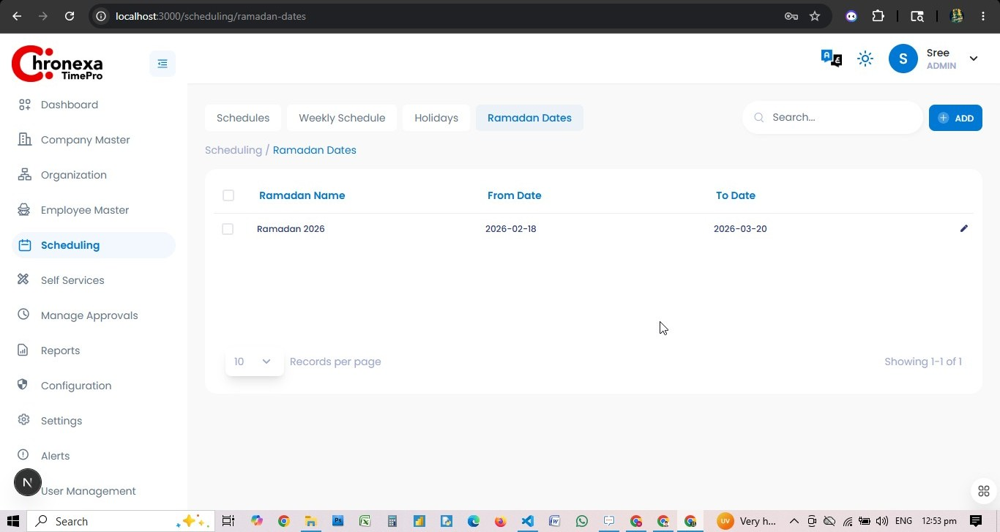 localhost:3000/scheduling/ramadan-dates
Chronexa
TimePro
S
Sree
ADMIN
Dashboard
Company Master
Organization
Employee Master
Scheduling
Self Services
Manage Approvals
Reports
Configuration
Settings
Alerts
N
User Management
Schedules Weekly Schedule Holidays Ramadan Dates
Search...
ADD
Scheduling / Ramadan Dates
Ramadan Name From Date To Date
Ramadan 2026 2026-02-18 2026-03-20
10 Records per page Showing 1-1 of 1
Search
UV Very h... ENG 12:53 pm